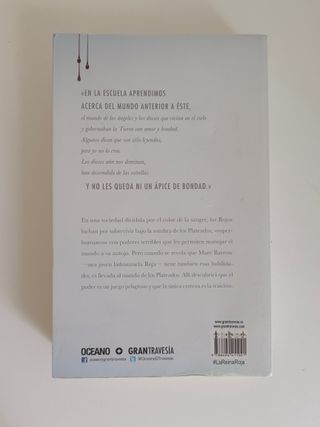 »EN LA ESCUELA APRENDIMOS
ACERCA DEL MUNDO ANTERIOR A ÉSTE,
el mundo de los ángeles y los dioses que vivían en el cielo
y gobernaban la Tierra con amor y bondad.
Algunos dicen que son sólo leyendas,
pero yo no lo creo.
Los dioses aún nos dominan,
han descendido de las estrellas
Y NO LES QUEDA NI UN ÁPICE DE BONDAD.«
En una sociedad dividida por el color de la sangre, los Rojos
luchan por sobrevivir bajo la sombra de los Plateados, «super-
humanos» con poderes terribles que les permiten manejar el
mundo a su antojo. Pero cuando se revela que Mare Barrow
—una joven ladronzuela Roja— tiene también esas habilida-
des, es llevada al mundo de los Plateados. Allí descubrirá que el
poder es un juego peligroso y que la única certeza es la traición.
OCEANO
GRANTRAVESÍA
oceanograntravesia
#LaReinaRoja